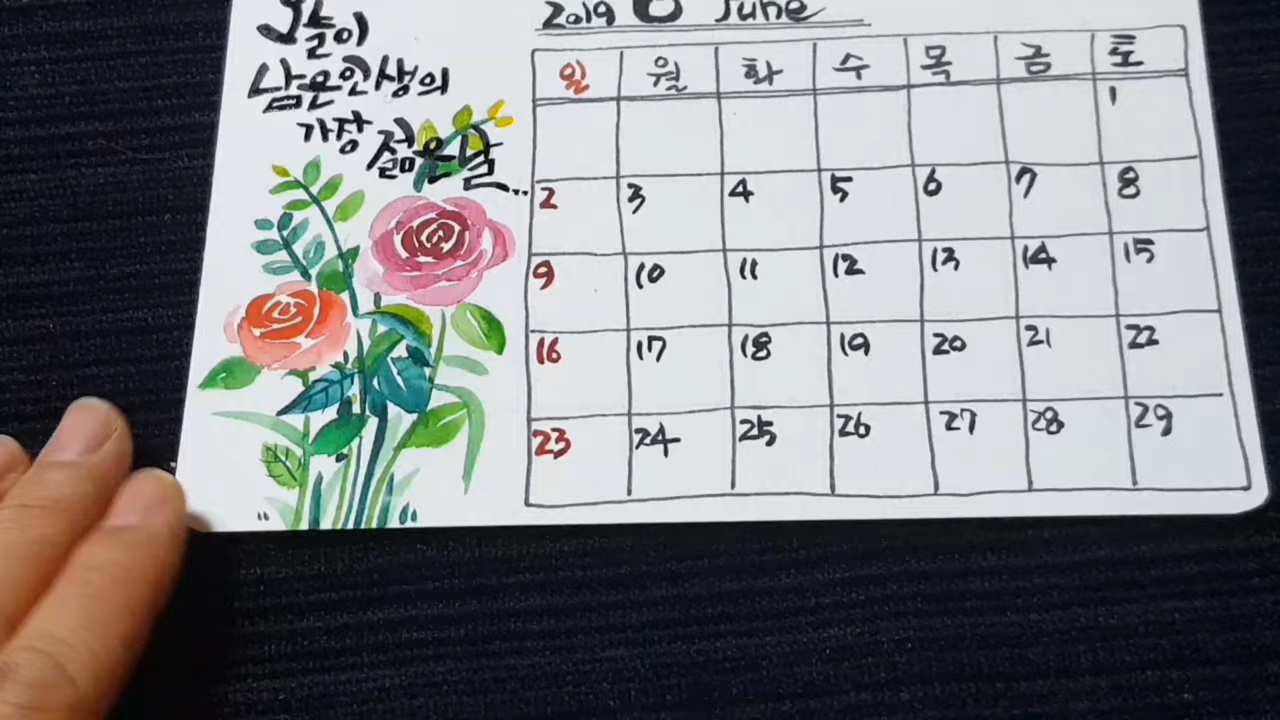 오늘이
남은인생의
가장 젊은날...
2019 6 June
일 월 화 수 목 금 토
1
2 3 4 5 6 7 8
9 10 11 12 13 14 15
16 17 18 19 20 21 22
23 24 25 26 27 28 29